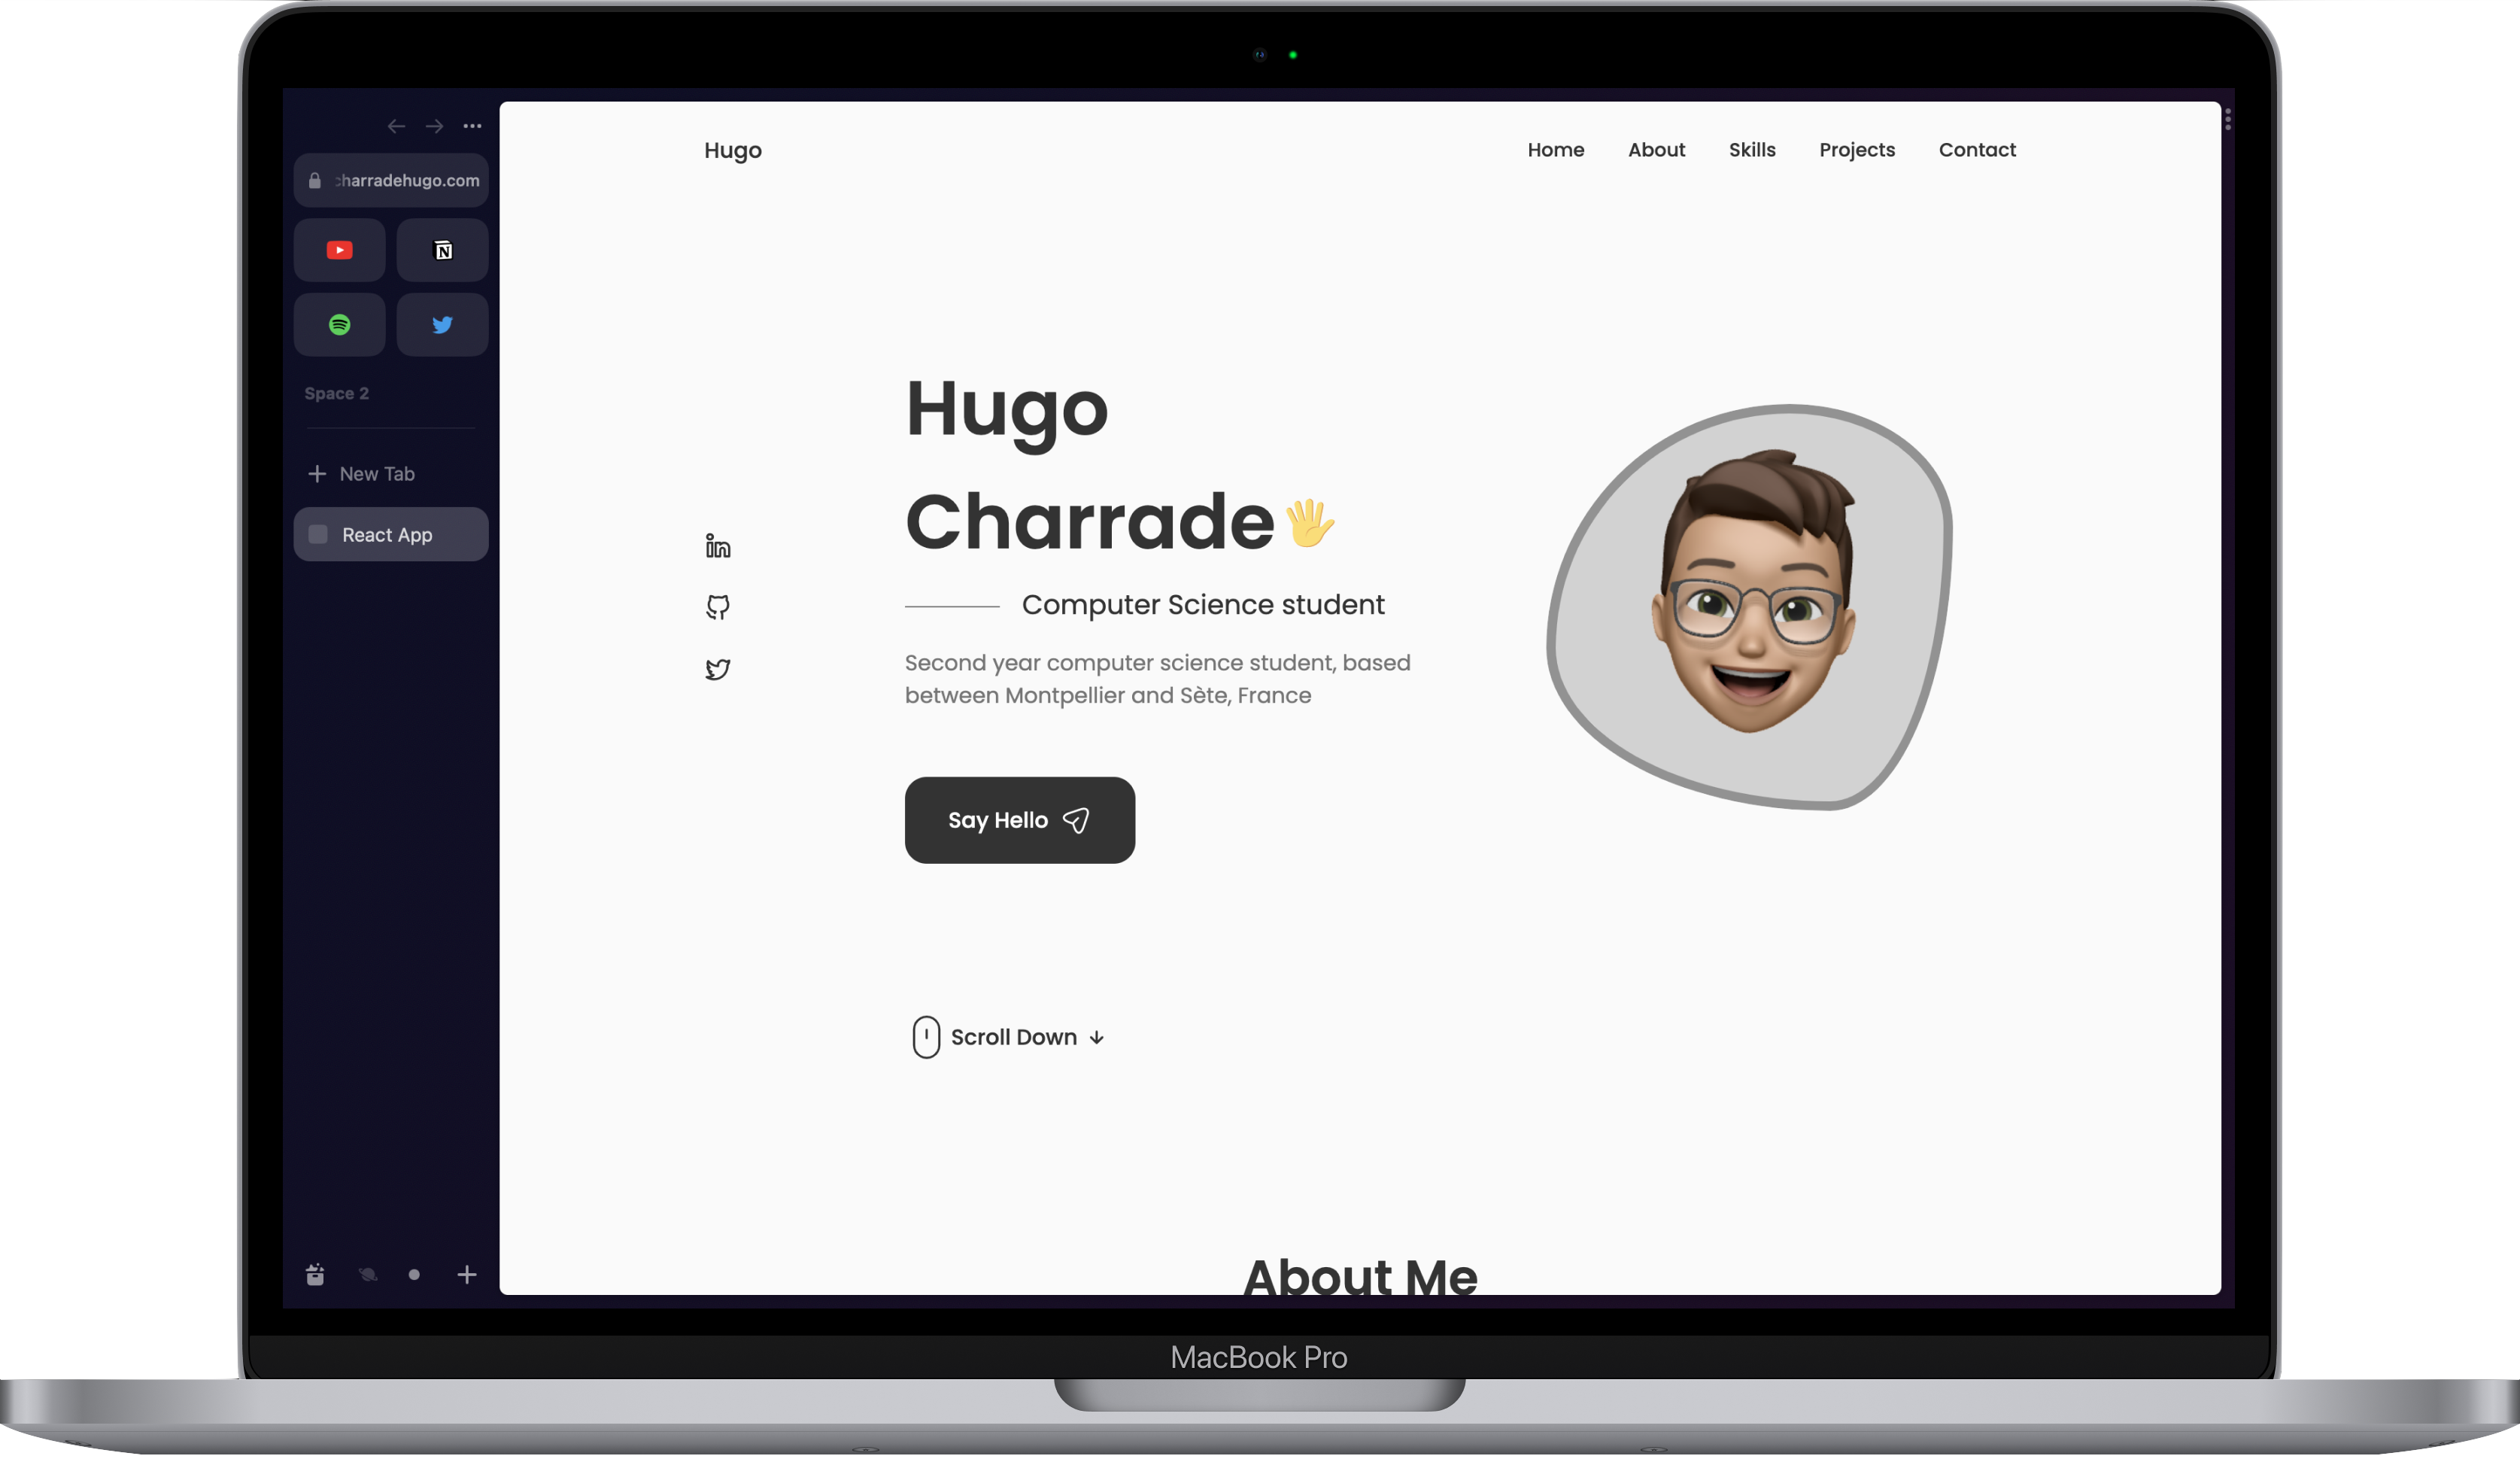 charradehugo.com
Space 2
New Tab
React App
Hugo
Home About Skills Projects Contact
Hugo
Charrade
Computer Science student
Second year computer science student, based
between Montpellier and Sète, France
Say Hello
Scroll Down
About Me
MacBook Pro